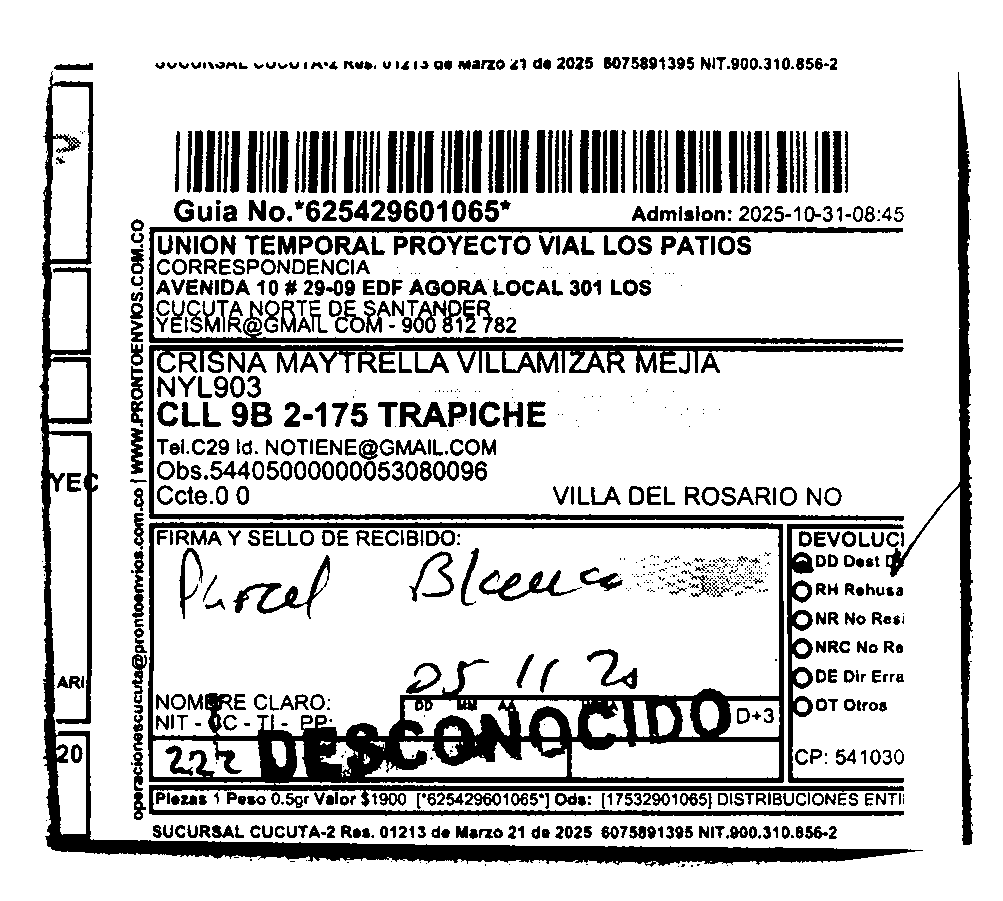 SUCURSAL CUCUTA-2 Res. 01213 de Marzo 21 de 2025 6075891395 NIT.900.310.856-2
Guia No.*625429601065*
Admision: 2025-10-31-08:45
UNION TEMPORAL PROYECTO VIAL LOS PATIOS
CORRESPONDENCIA
AVENIDA 10 # 29-09 EDF AGORA LOCAL 301 LOS
CUCUTA NORTE DE SANTANDER
YEISMIR@GMAIL COM - 900 812 782
CRISNA MAYTRELLA VILLAMIZAR MEJIA
NYL903
CLL 9B 2-175 TRAPICHE
Tel.C29 Id. NOTIENE@GMAIL.COM
Obs.54405000000053080096
Ccte.0 0
VILLA DEL ROSARIO NO
FIRMA Y SELLO DE RECIBIDO:
Blanca
05 11 20
NOMBRE CLARO:
DD MM AA
NIT - CC - TI - PP:
D+3
222
DESCONOCIDO
DEVOLUCI
DD Dest
RH Rehusa
NR No Resi
NRC No Re
DE Dir Erra
OT Otros
CP: 541030
Piezas 1 Peso 0.5gr Valor $1900 [*625429601065*] Ods: [17532901065] DISTRIBUCIONES ENTI
SUCURSAL CUCUTA-2 Res. 01213 de Marzo 21 de 2025 6075891395 NIT.900.310.856-2
operacionescucuta@prontoenvios.com.co | WWW.PRONTOENVIOS.COM.CO
YEC
ARI
20